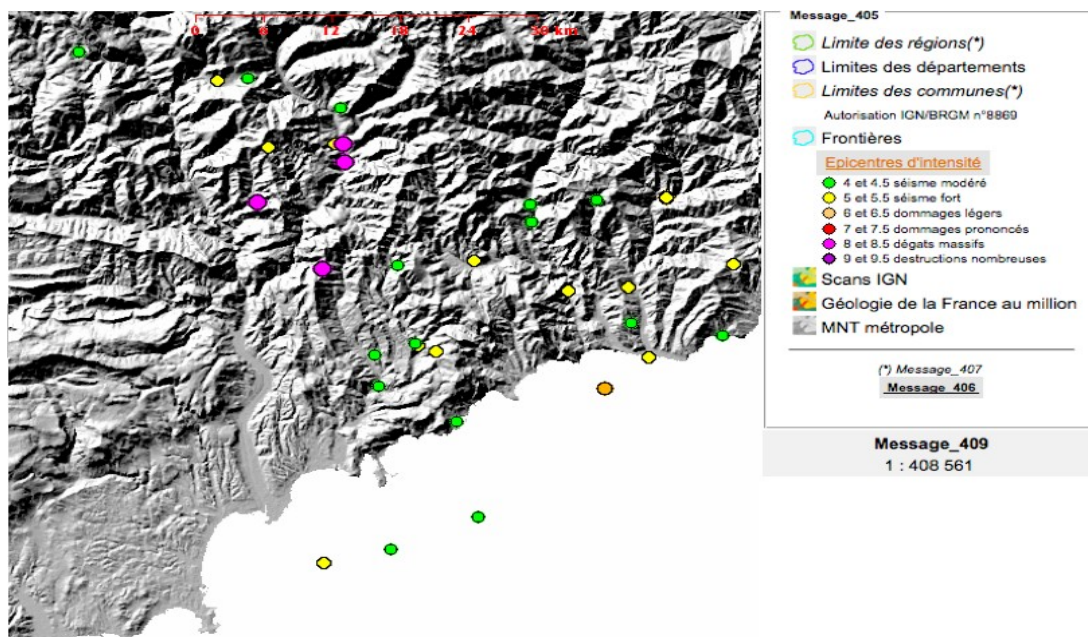 0 6 12 18 24 30 km
Message_405
Limite des régions(*)
Limites des départements
Limites des communes(*)
Autorisation IGN/BRGM n°8869
Frontières
Epicentres d'intensité
4 et 4.5 séisme modéré
5 et 5.5 séisme fort
6 et 6.5 dommages légers
7 et 7.5 dommages prononcés
8 et 8.5 dégats massifs
9 et 9.5 destructions nombreuses
Scans IGN
Géologie de la France au million
MNT métropole
(*) Message_407
Message_406
Message_409
1 : 408 561